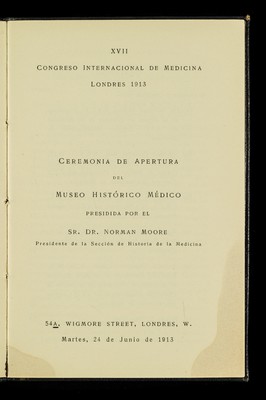 XVII
Congreso Internacional de Medicina
Londres 1913
Ceremonia de Apertura
del
Museo Histórico Médico
presidida por el
Sr. Dr. Norman Moore
Presidente de la Sección de Historia de la Medicina
54A, WIGMORE STREET, LONDRES, W.
Martes, 24 de Junio de 1913